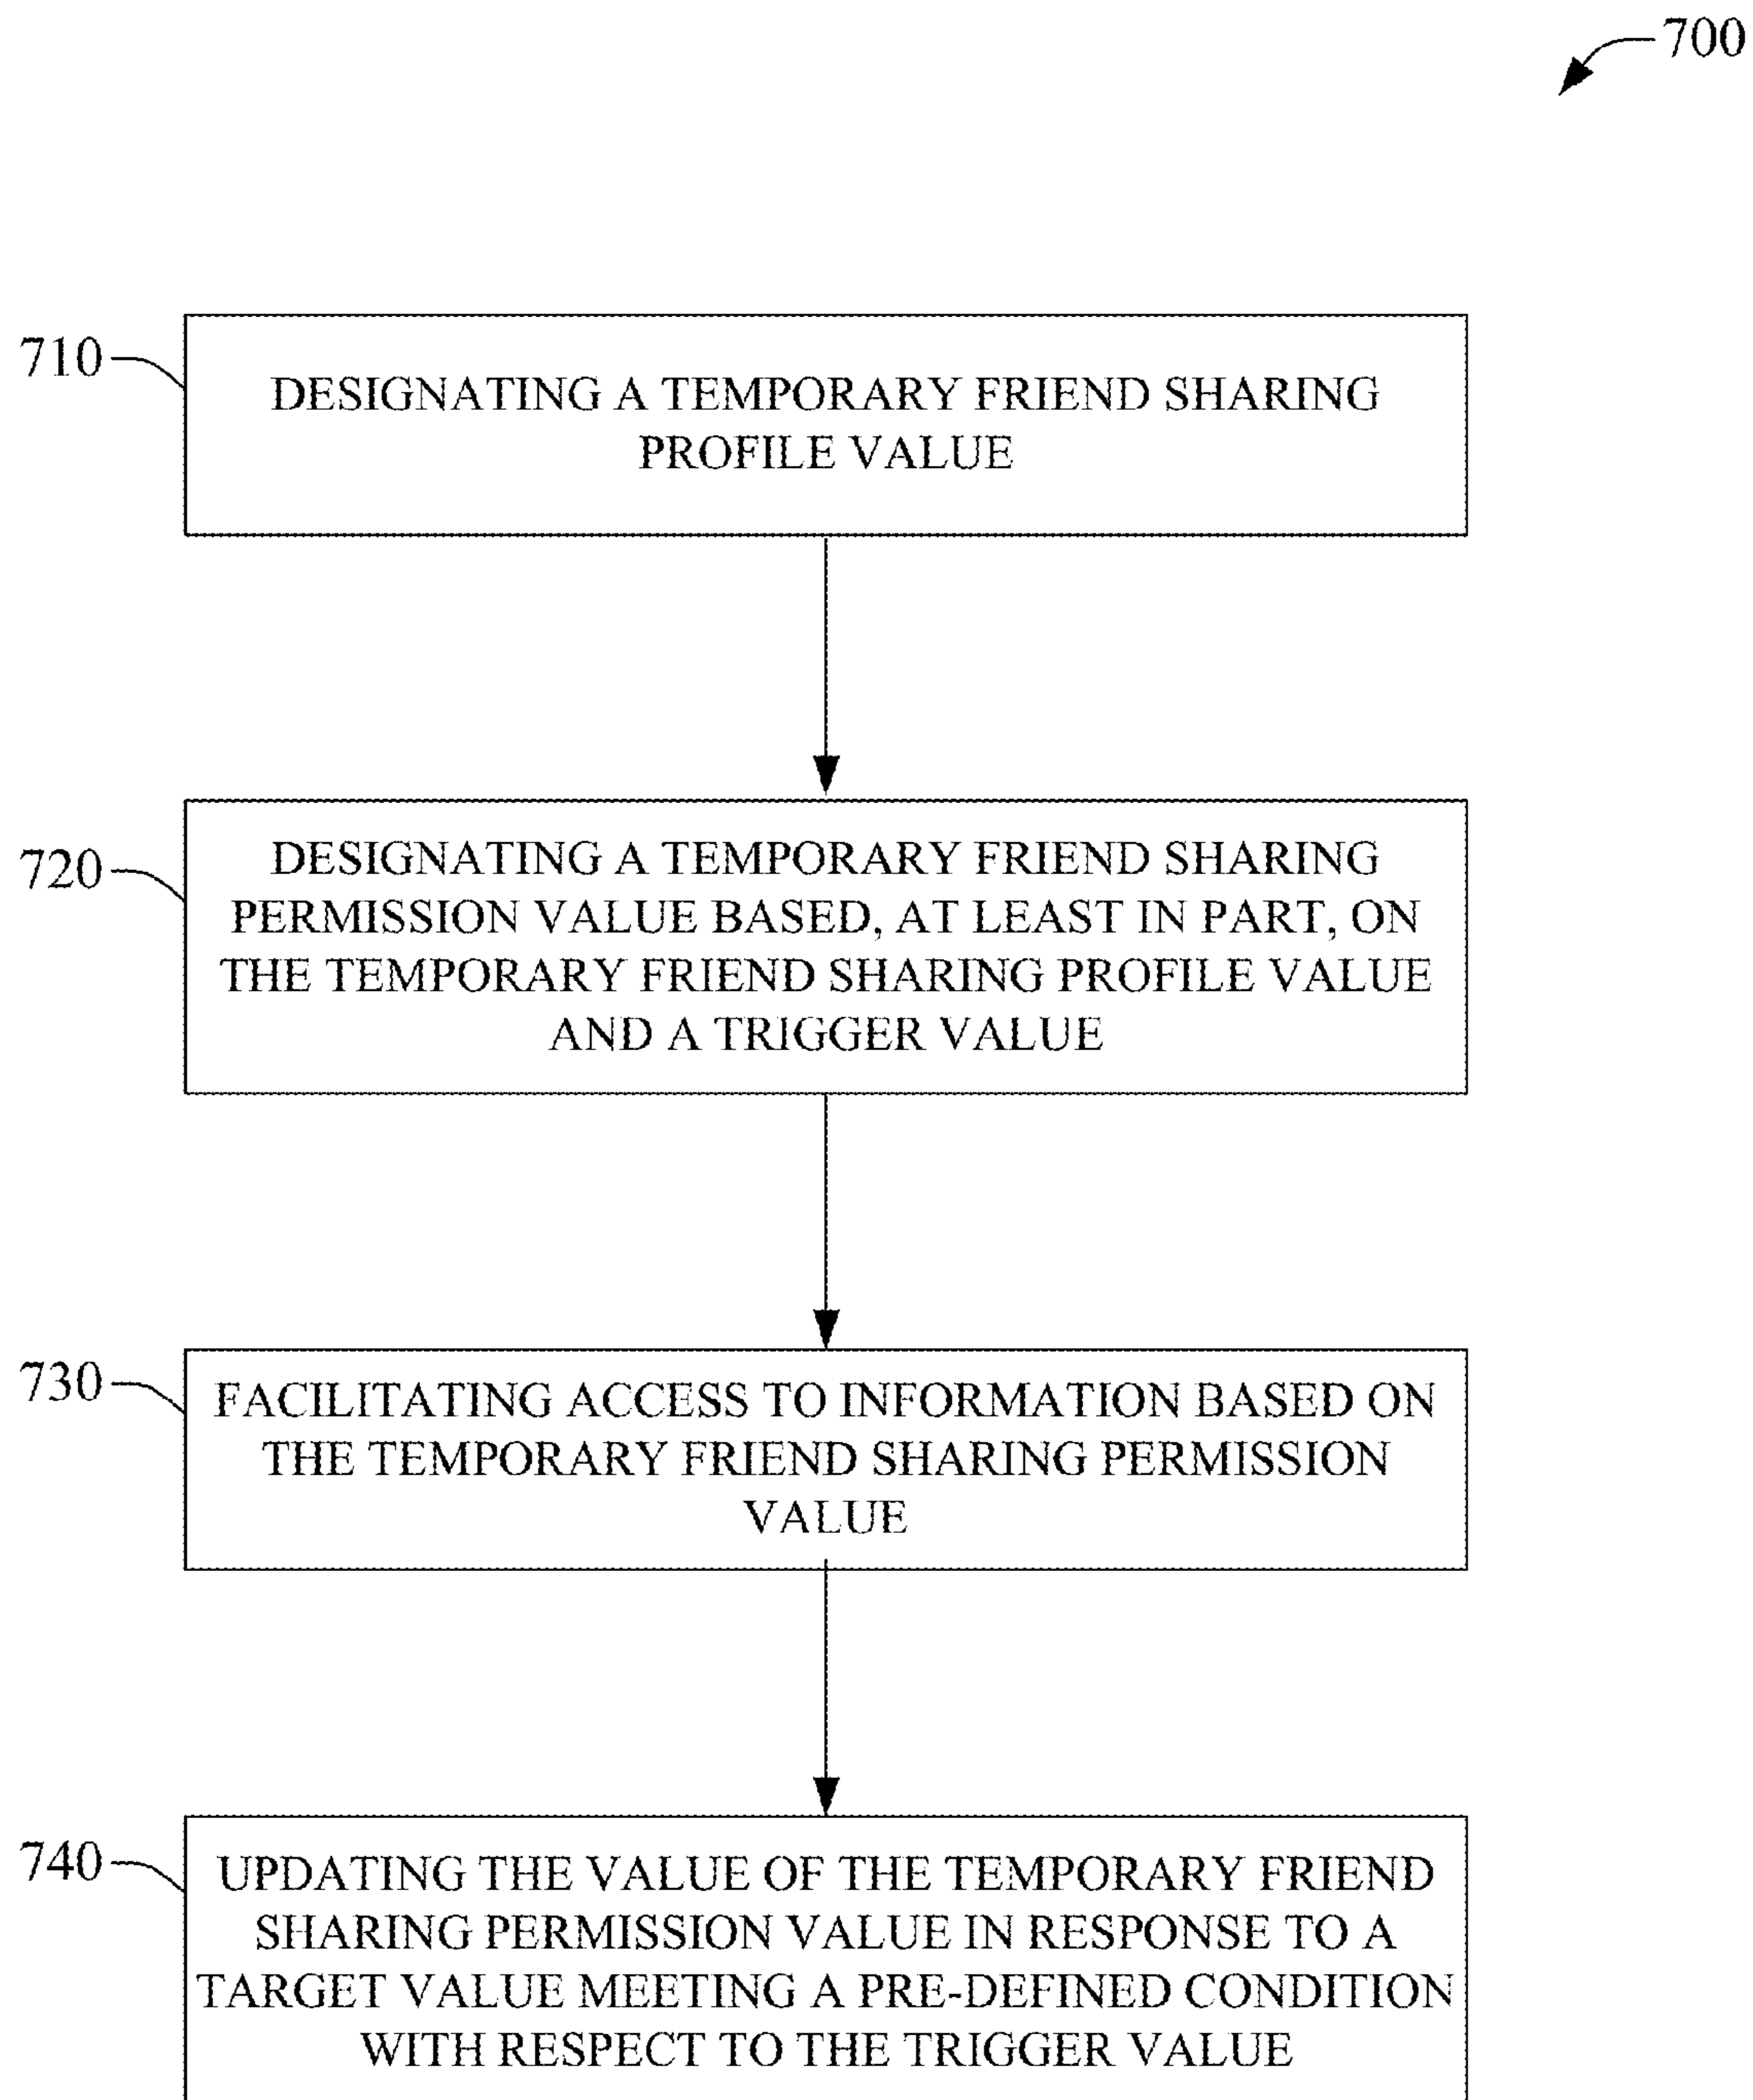 700
710
DESIGNATING A TEMPORARY FRIEND SHARING
PROFILE VALUE
720
DESIGNATING A TEMPORARY FRIEND SHARING
PERMISSION VALUE BASED, AT LEAST IN PART, ON
THE TEMPORARY FRIEND SHARING PROFILE VALUE
AND A TRIGGER VALUE
730
FACILITATING ACCESS TO INFORMATION BASED ON
THE TEMPORARY FRIEND SHARING PERMISSION
VALUE
740
UPDATING THE VALUE OF THE TEMPORARY FRIEND
SHARING PERMISSION VALUE IN RESPONSE TO A
TARGET VALUE MEETING A PRE-DEFINED CONDITION
WITH RESPECT TO THE TRIGGER VALUE